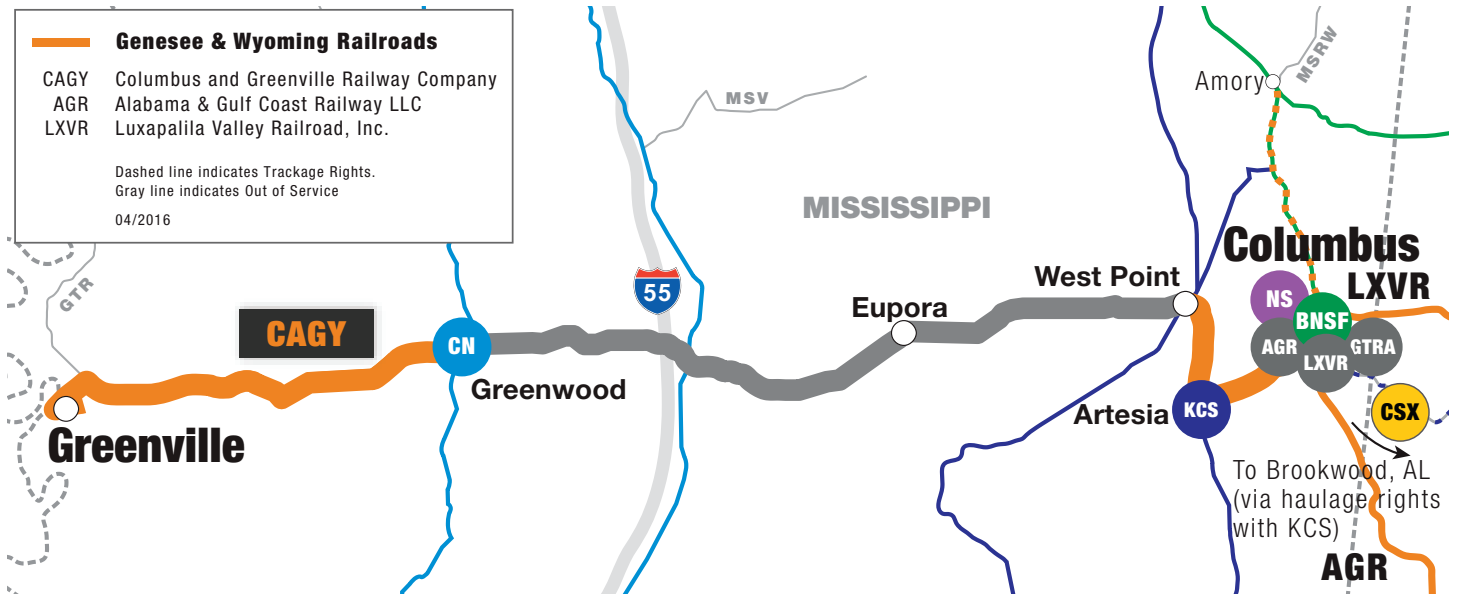 Genesee & Wyoming Railroads
CAGY Columbus and Greenville Railway Company
AGR Alabama & Gulf Coast Railway LLC
LXVR Luxapalila Valley Railroad, Inc.
Dashed line indicates Trackage Rights.
Gray line indicates Out of Service
04/2016
MSV
MSRW
Amory
MISSISSIPPI
GTR
55
Columbus
West Point
LXVR
NS
BNSF
Eupora
CAGY
CN
AGR
LXVR
GTRA
Greenwood
Artesia
KCS
CSX
Greenville
To Brookwood, AL
(via haulage rights
with KCS)
AGR